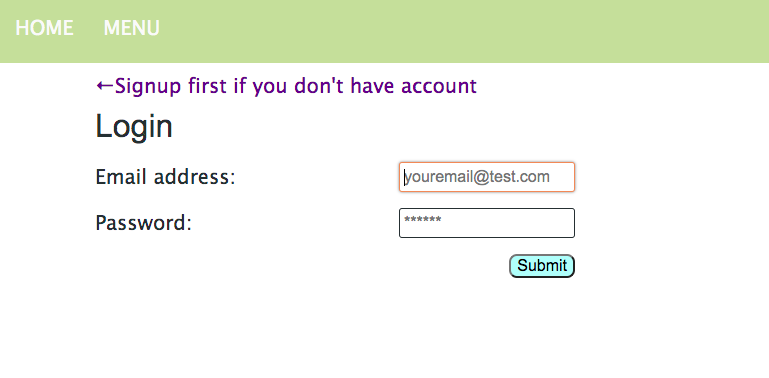 HOME MENU
←Signup first if you don't have account
Login
Email address: youremail@test.com
Password: ******
Submit